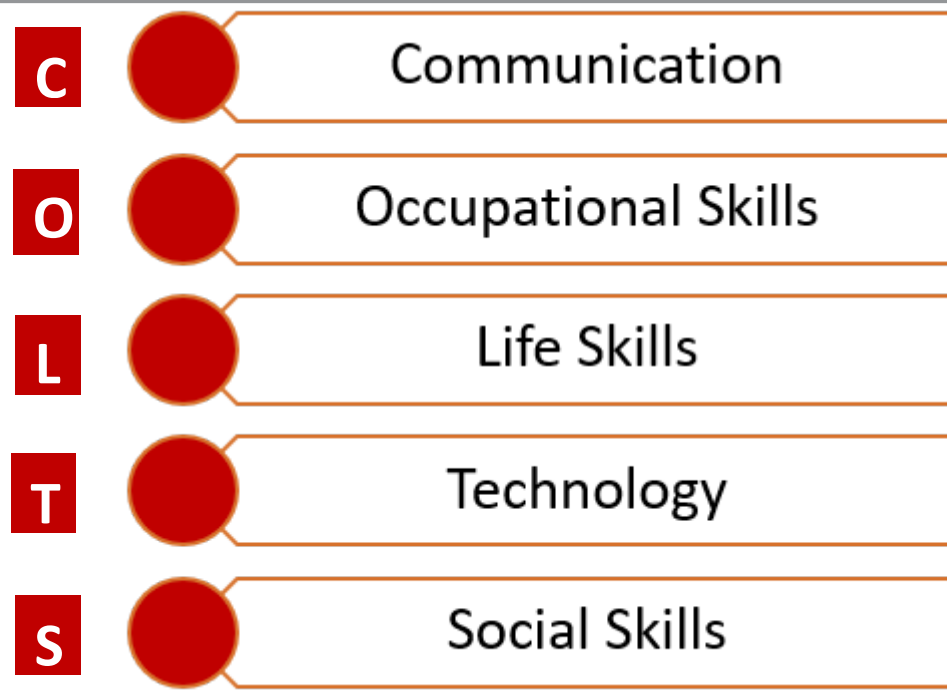 C Communication
O Occupational Skills
L Life Skills
T Technology
S Social Skills